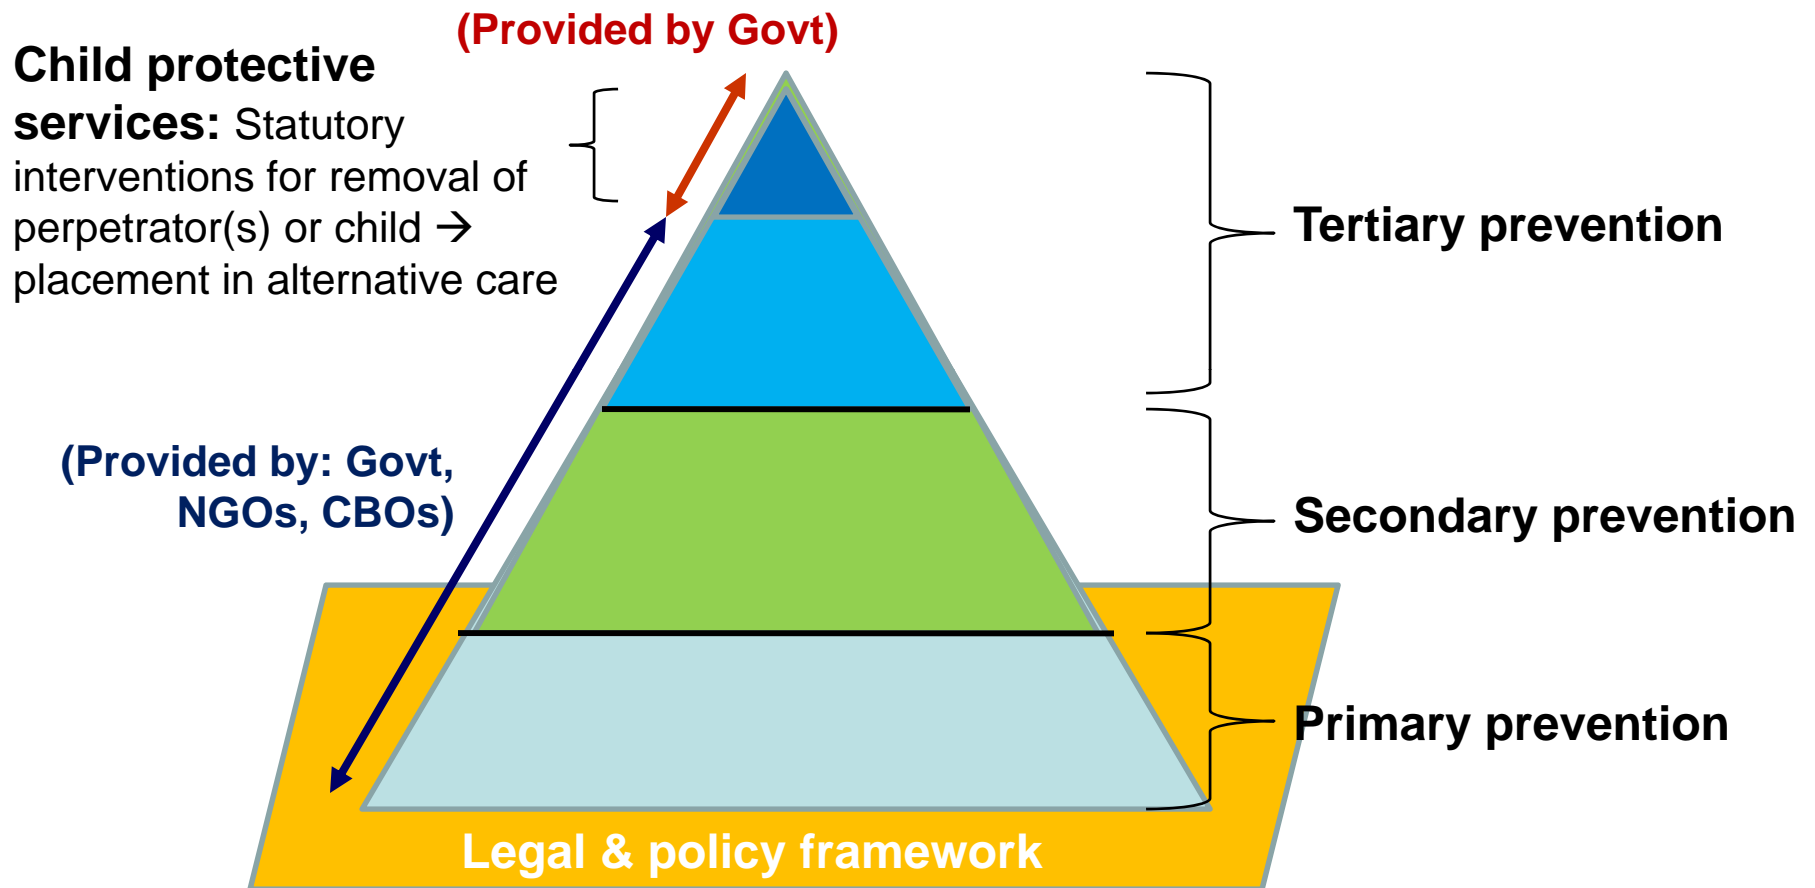 (Provided by Govt)
Child protective
services: Statutory
interventions for removal of
perpetrator(s) or child →
placement in alternative care
Tertiary prevention
(Provided by: Govt,
NGOs, CBOs)
Secondary prevention
Primary prevention
Legal & policy framework